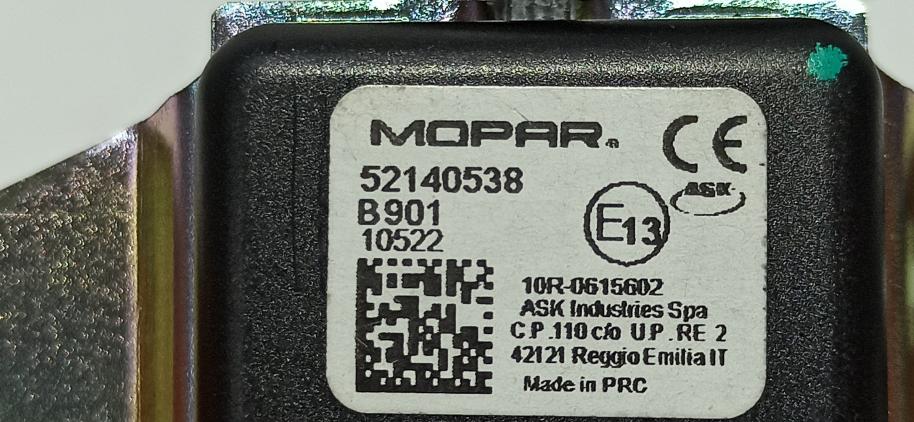 MOPAR®
CE
52140538
ASK
B901
E13
10522
10R-0615602
ASK Industries Spa
C.P.110 c/o U.P.RE 2
42121 Reggio Emilia IT
Made in PRC